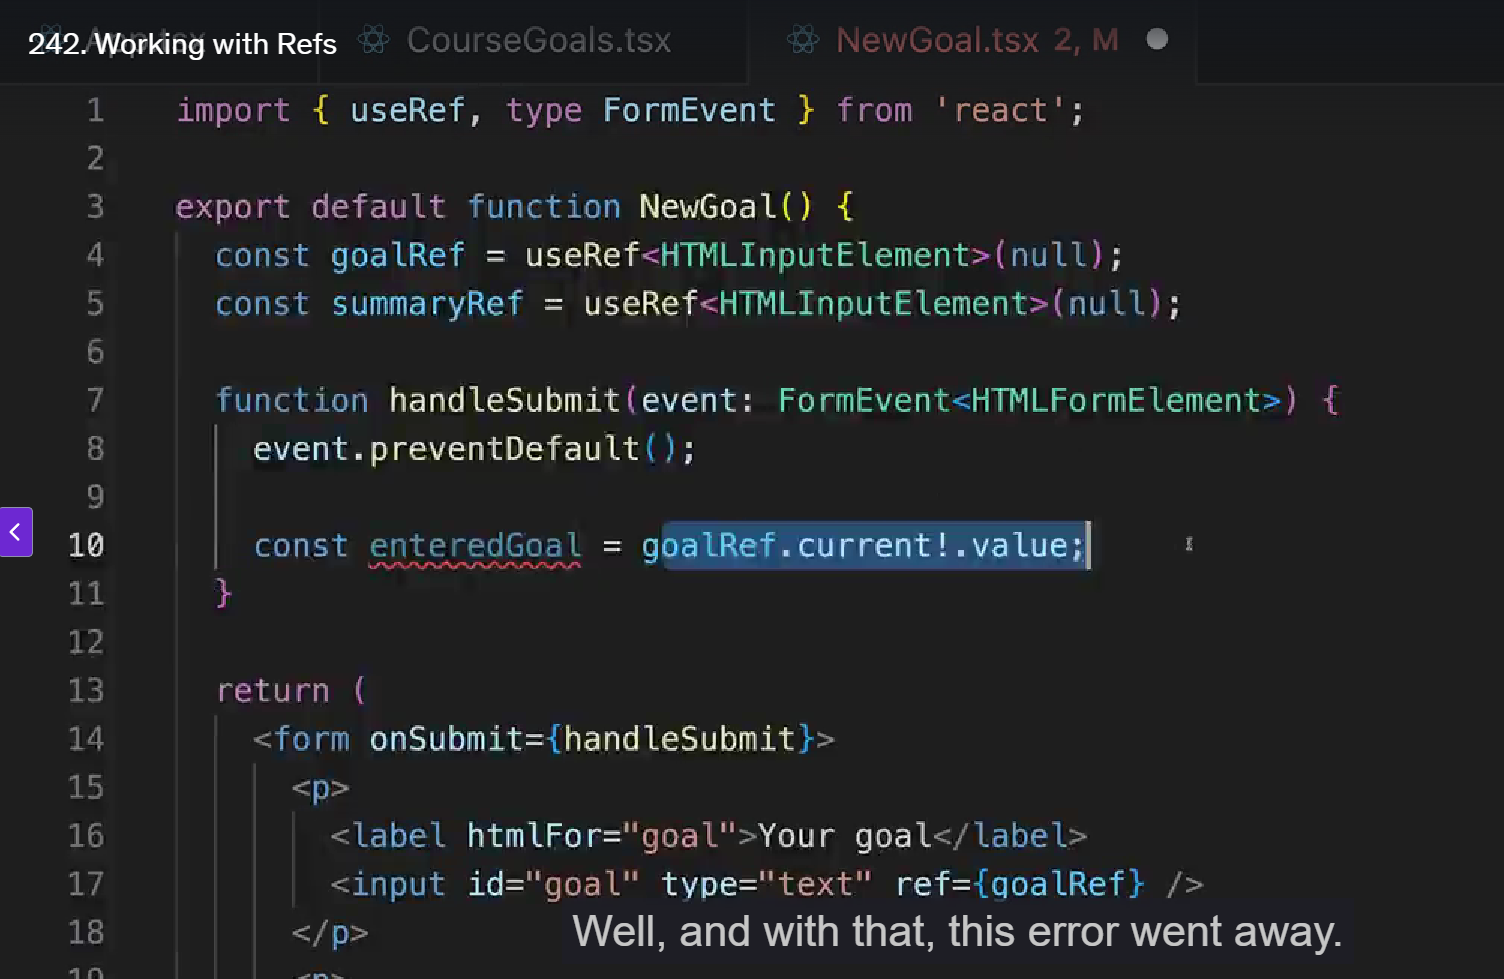 242. Working with Refs
CourseGoals.tsx
NewGoal.tsx 2, M
1 import { useRef, type FormEvent } from 'react';
2
3 export default function NewGoal() {
4 const goalRef = useRef<HTMLInputElement>(null);
5 const summaryRef = useRef<HTMLInputElement>(null);
6
7 function handleSubmit(event: FormEvent<HTMLFormElement>) {
8 event.preventDefault();
9
10 const enteredGoal = goalRef.current!.value;
11 }
12
13 return (
14 <form onSubmit={handleSubmit}>
15 <p>
16 <label htmlFor="goal">Your goal</label>
17 <input id="goal" type="text" ref={goalRef} />
18 </p>
Well, and with that, this error went away.